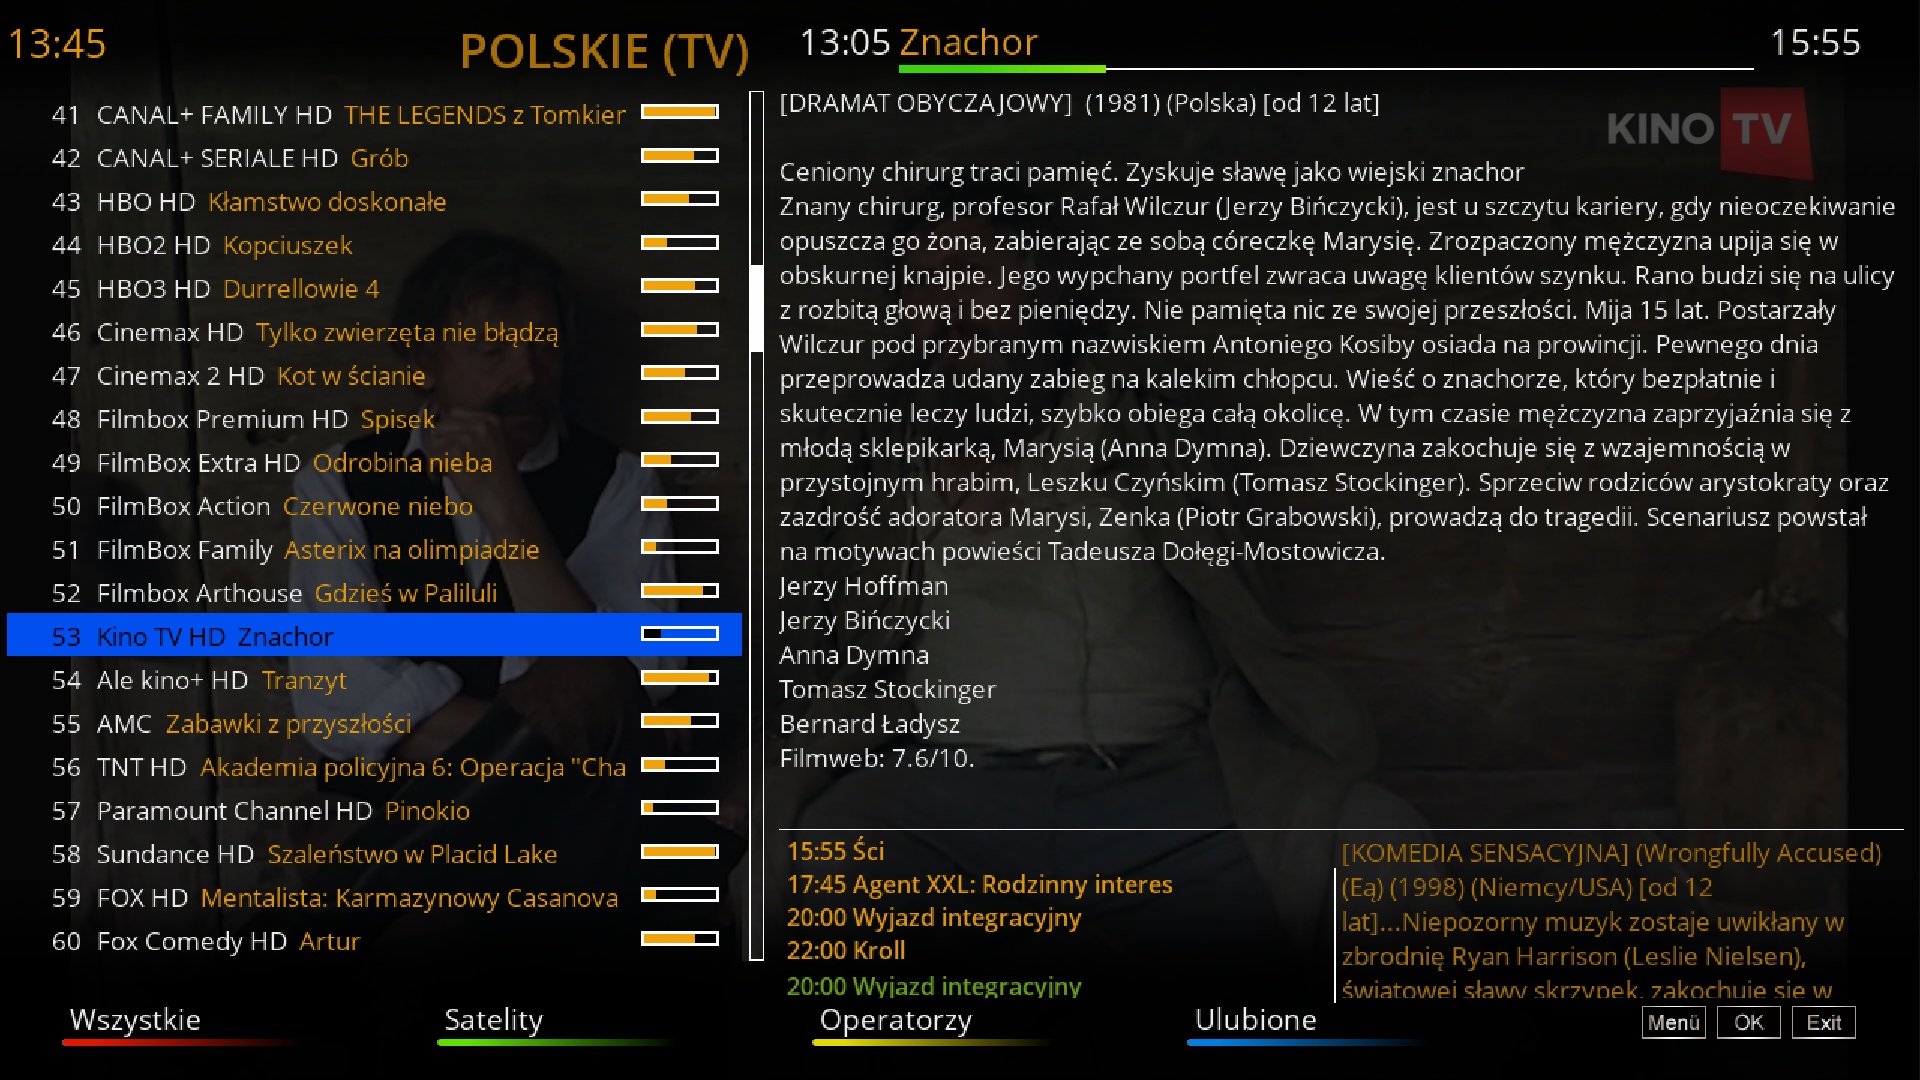 13:45
POLSKIE (TV)
13:05 Znachor
15:55
41 CANAL+ FAMILY HD THE LEGENDS z Tomkier
42 CANAL+ SERIALE HD Grób
43 HBO HD Kłamstwo doskonałe
44 HBO2 HD Kopciuszek
45 HBO3 HD Durrellowie 4
46 Cinemax HD Tylko zwierzęta nie błądzą
47 Cinemax 2 HD Kot w ścianie
48 Filmbox Premium HD Spisek
49 FilmBox Extra HD Odrobina nieba
50 FilmBox Action Czerwone niebo
51 FilmBox Family Asterix na olimpiadzie
52 Filmbox Arthouse Gdzieś w Paliluli
53 Kino TV HD Znachor
54 Ale kino+ HD Tranzyt
55 AMC Zabawki z przyszłości
56 TNT HD Akademia policyjna 6: Operacja "Cha
57 Paramount Channel HD Pinokio
58 Sundance HD Szaleństwo w Placid Lake
59 FOX HD Mentalista: Karmazynowy Casanova
60 Fox Comedy HD Artur
[DRAMAT OBYCZAJOWY] (1981) (Polska) [od 12 lat]
KINO TV
Ceniony chirurg traci pamięć. Zyskuje sławę jako wiejski znachor
Znany chirurg, profesor Rafał Wilczur (Jerzy Bińczycki), jest u szczytu kariery, gdy nieoczekiwanie
opuszcza go żona, zabierając ze sobą córeczkę Marysię. Zrozpaczony mężczyzna upija się w
obskurnej knajpie. Jego wypchany portfel zwraca uwagę klientów szynku. Rano budzi się na ulicy
z rozbitą głową i bez pieniędzy. Nie pamięta nic ze swojej przeszłości. Mija 15 lat. Postarzały
Wilczur pod przybranym nazwiskiem Antoniego Kosiby osiada na prowincji. Pewnego dnia
przeprowadza udany zabieg na kalekim chłopcu. Wieść o znachorze, który bezpłatnie i
skutecznie leczy ludzi, szybko obiega całą okolicę. W tym czasie mężczyzna zaprzyjaźnia się z
młodą sklepikarką, Marysią (Anna Dymna). Dziewczyna zakochuje się z wzajemnością w
przystojnym hrabim, Leszku Czyńskim (Tomasz Stockinger). Sprzeciw rodziców arystokraty oraz
zazdrość adoratora Marysi, Zenka (Piotr Grabowski), prowadzą do tragedii. Scenariusz powstał
na motywach powieści Tadeusza Dołęgi-Mostowicza.
Jerzy Hoffman
Jerzy Bińczycki
Anna Dymna
Tomasz Stockinger
Bernard Ładysz
Filmweb: 7.6/10.
15:55 Ści
17:45 Agent XXL: Rodzinny interes
20:00 Wyjazd integracyjny
22:00 Kroll
20:00 Wyjazd integracyjny
[KOMEDIA SENSACYJNA] (Wrongfully Accused)
(Eą) (1998) (Niemcy/USA) [od 12
lat]...Niepozorny muzyk zostaje uwikłany w
zbrodnię Ryan Harrison (Leslie Nielsen),
światowej sławy skrzypek, zakochuje się w
Wszystkie
Satelity
Operatorzy
Ulubione
Menü
OK
Exit